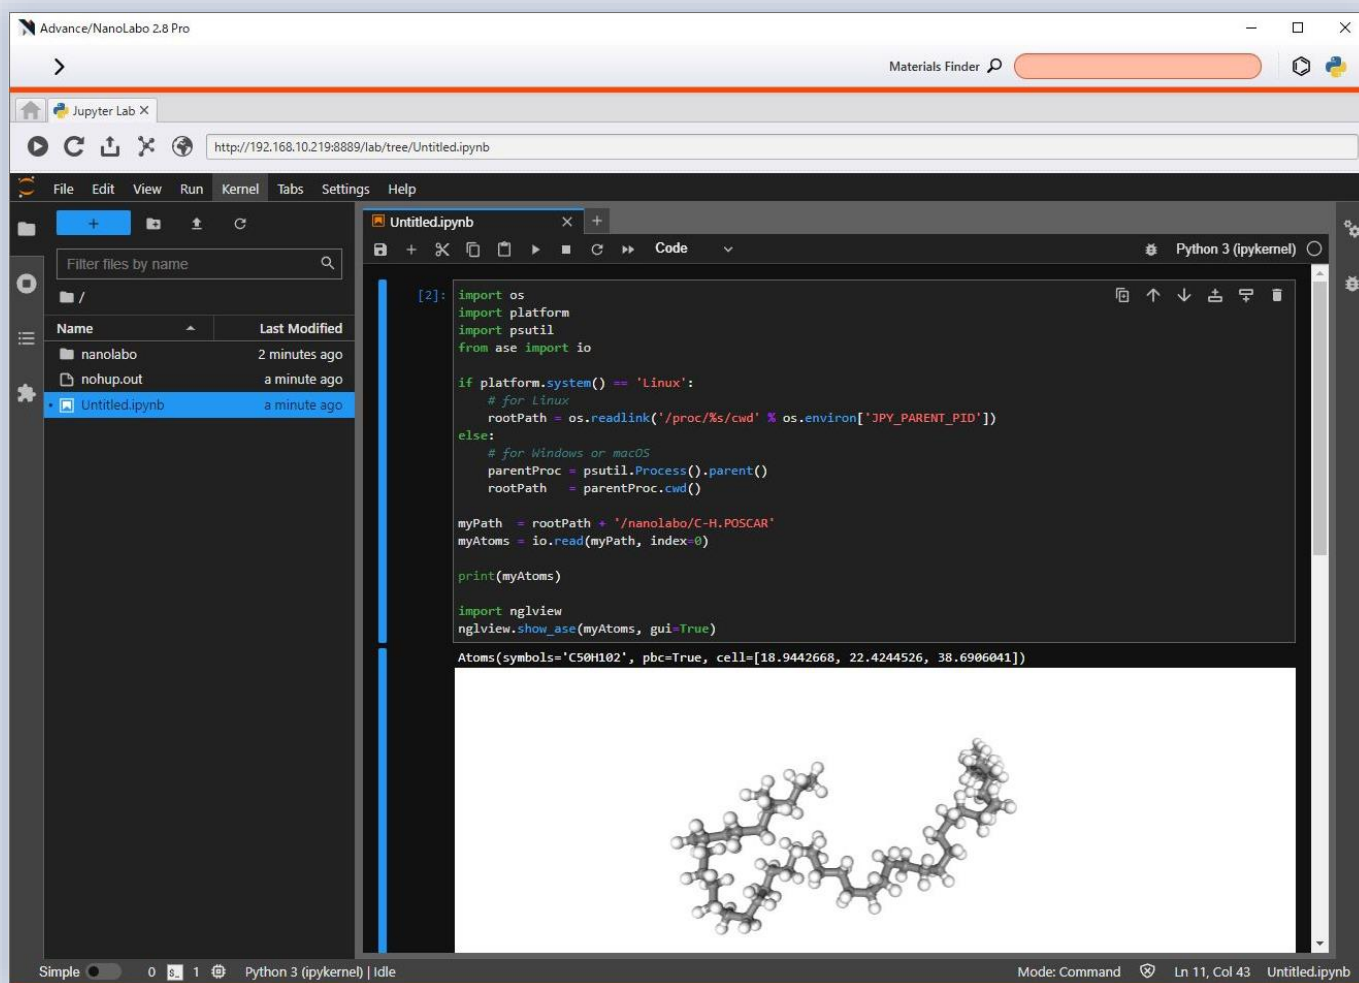 Advance/NanoLabo 2.8 Pro
Materials Finder
Jupyter Lab
http://192.168.10.219:8889/lab/tree/Untitled.ipynb
File Edit View Run Kernel Tabs Settings Help
Untitled.ipynb
Code
Python 3 (ipykernel)
Filter files by name
/
Name Last Modified
nanolabo 2 minutes ago
nohup.out a minute ago
Untitled.ipynb a minute ago
[2]: import os
import platform
import psutil
from ase import io
if platform.system() == 'Linux':
# for Linux
rootPath = os.readlink('/proc/%s/cwd' % os.environ['JPY_PARENT_PID'])
else:
# for Windows or macOS
parentProc = psutil.Process().parent()
rootPath = parentProc.cwd()
myPath = rootPath + '/nanolabo/C-H.POSCAR'
myAtoms = io.read(myPath, index=0)
print(myAtoms)
import nglview
nglview.show_ase(myAtoms, gui=True)
Atoms(symbols='C50H102', pbc=True, cell=[18.9442668, 22.4244526, 38.6906041])
Simple 0 s_ 1 Python 3 (ipykernel) | Idle Mode: Command Ln 11, Col 43 Untitled.ipynb